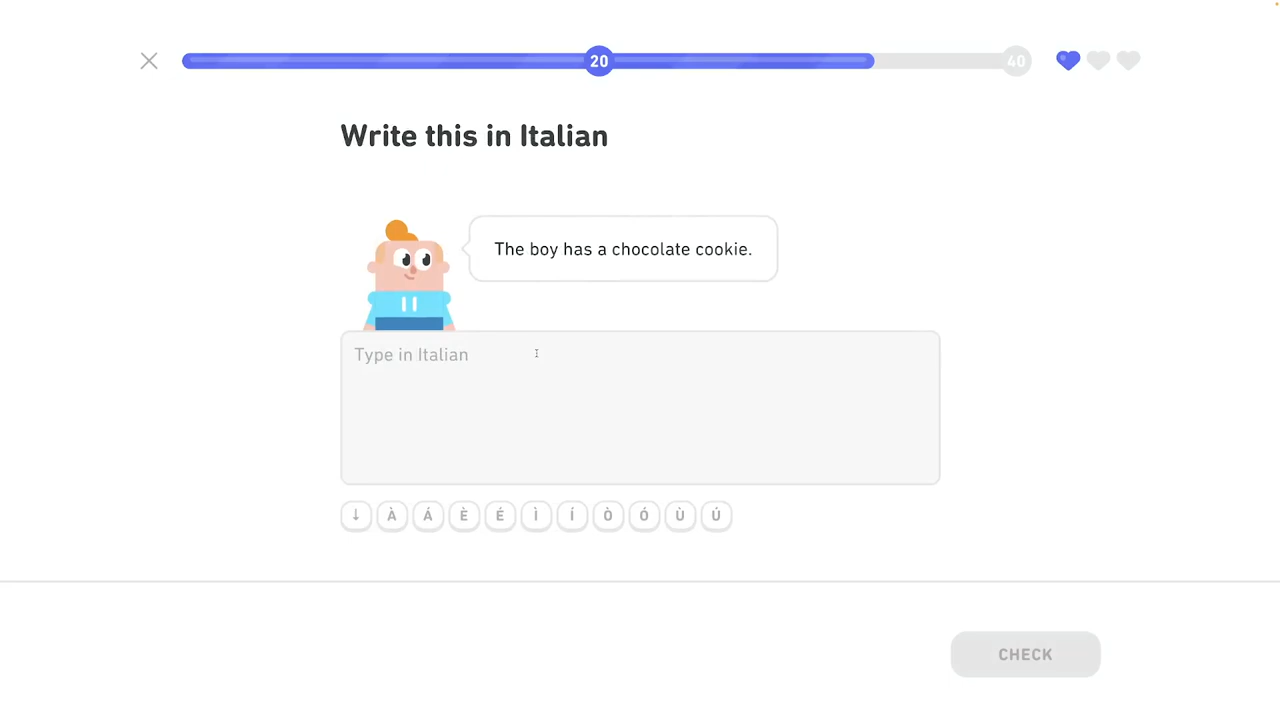 20
40
Write this in Italian
The boy has a chocolate cookie.
Type in Italian
↓ À Á È É Ì Í Ò Ó Ù Ú
CHECK